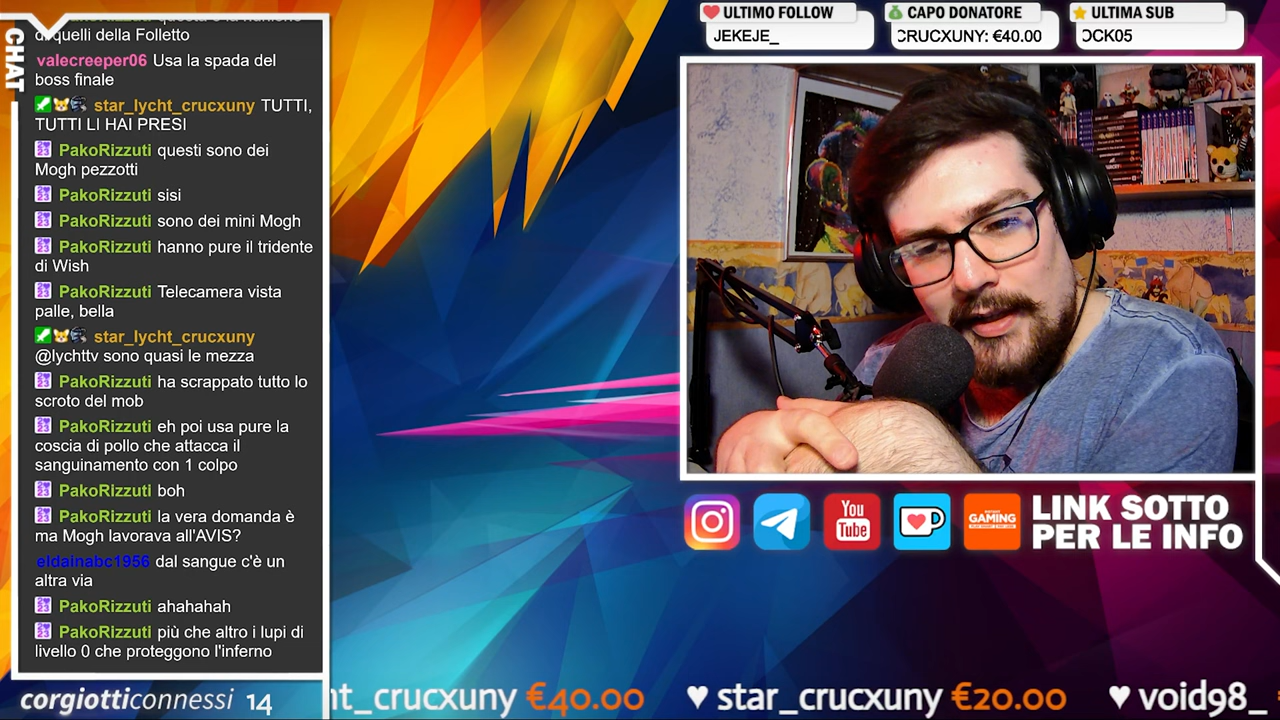 CHAT
di quelli della Folletto
valecreeper06 Usa la spada del
boss finale
star_lycht_crucxuny TUTTI,
TUTTI LI HAI PRESI
PakoRizzuti questi sono dei
Mogh pezzotti
PakoRizzuti sisi
PakoRizzuti sono dei mini Mogh
PakoRizzuti hanno pure il tridente
di Wish
PakoRizzuti Telecamera vista
palle, bella
star_lycht_crucxuny
@lychttv sono quasi le mezza
PakoRizzuti ha scrappato tutto lo
scroto del mob
PakoRizzuti eh poi usa pure la
coscia di pollo che attacca il
sanguinamento con 1 colpo
PakoRizzuti boh
PakoRizzuti la vera domanda è
ma Mogh lavorava all'AVIS?
eldainabc1956 dal sangue c'è un
altra via
PakoRizzuti ahahahah
PakoRizzuti più che altro i lupi di
livello 0 che proteggono l'inferno
corgiotticonnessi 14
ULTIMO FOLLOW
JEKEJE_
CAPO DONATORE
CRUCXUNY: €40.00
ULTIMA SUB
OCK05
You
Tube
GAMING
LINK SOTTO
PER LE INFO
ht_crucxuny €40.00 ♥ star_crucxuny €20.00 ♥ void98_